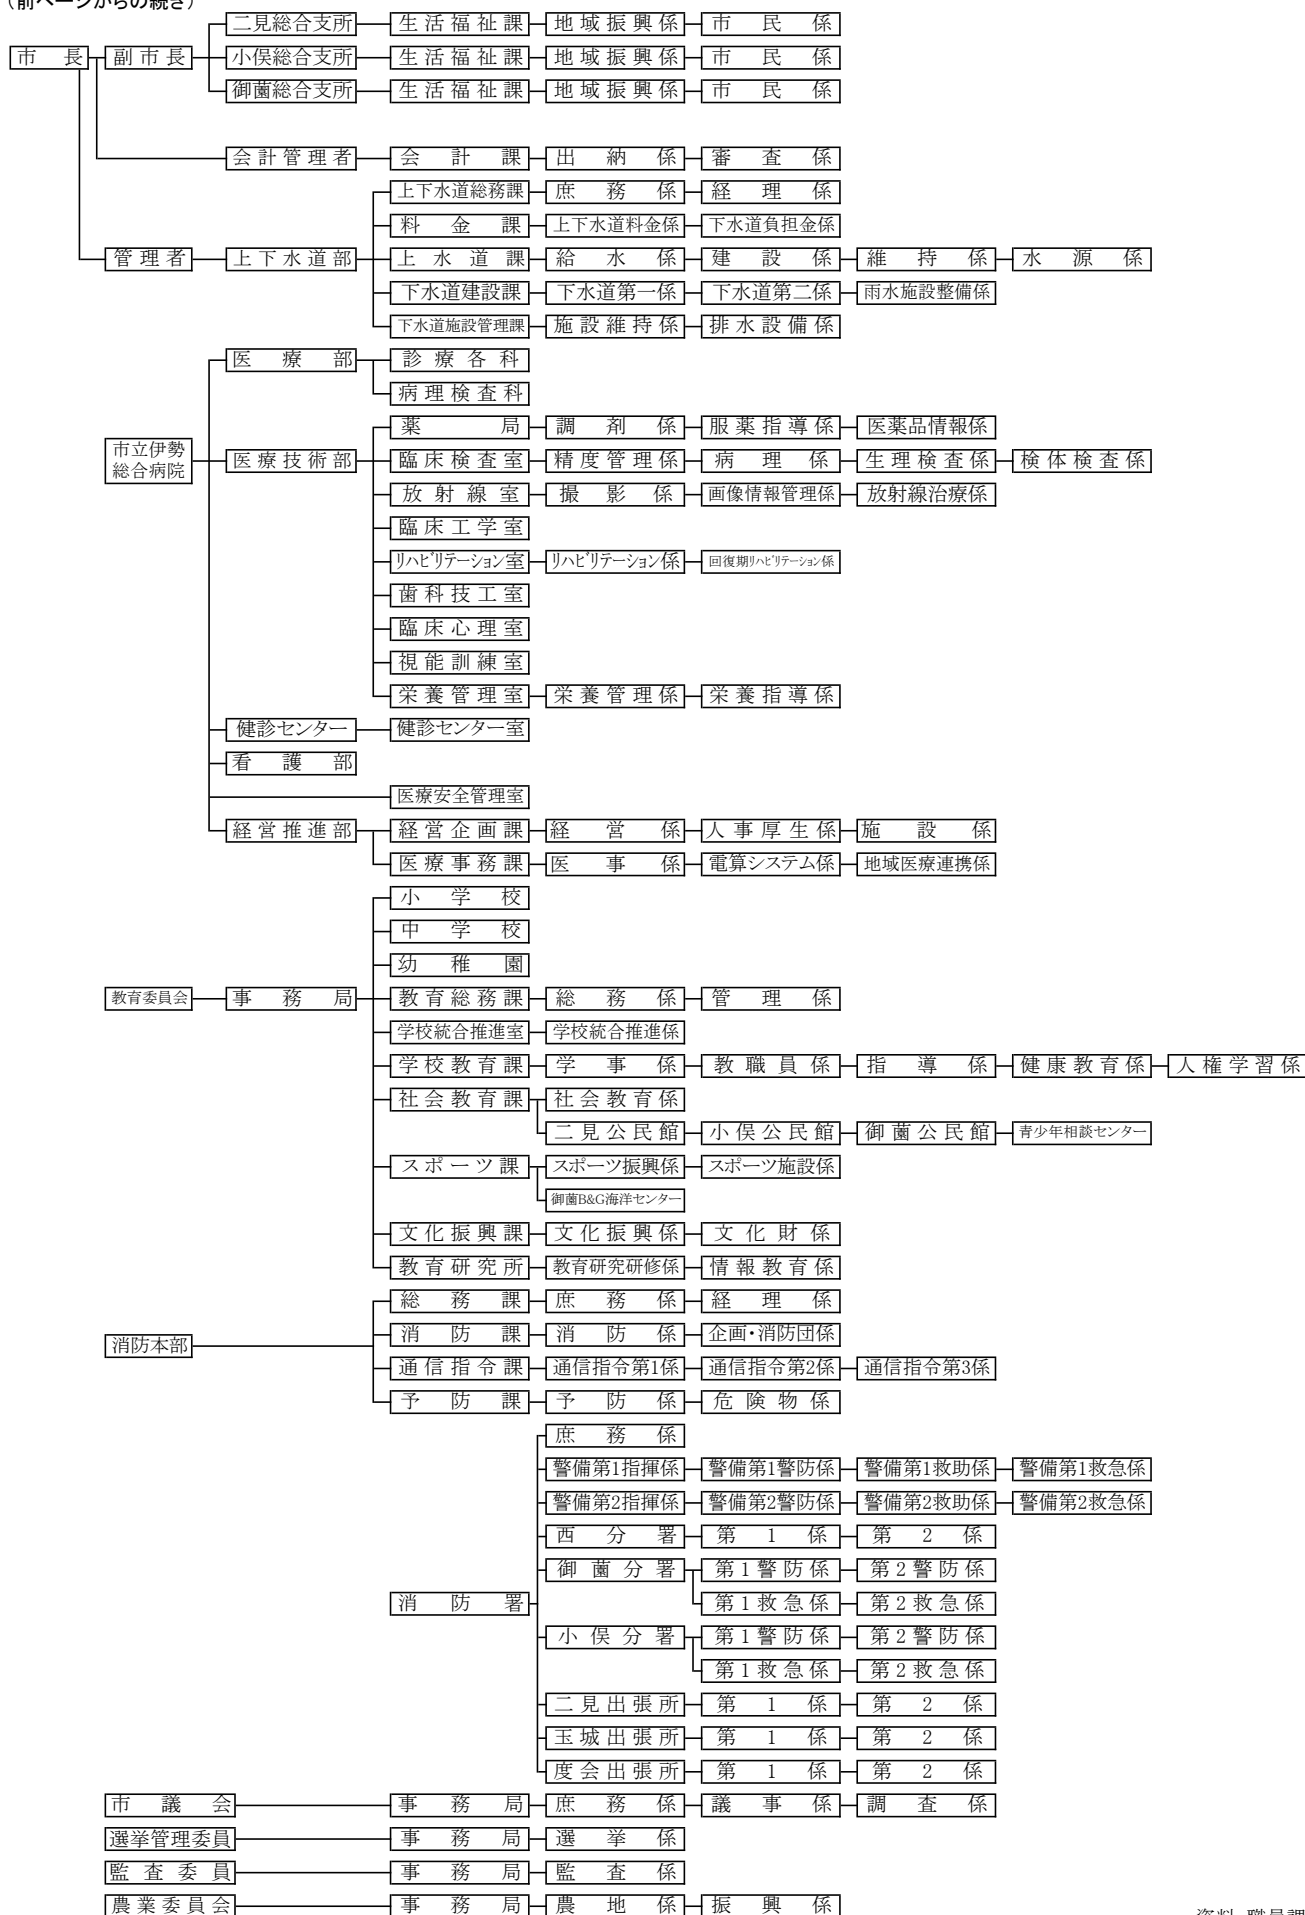 （前ページからの続き）
二見総合支所 生活福祉課 地域振興係 市民係
市長 副市長 小俣総合支所 生活福祉課 地域振興係 市民係
御薗総合支所 生活福祉課 地域振興係 市民係
会計管理者 会計課 出納係 審査係
上下水道総務課 庶務係 経理係
料金課 上下水道料金係 下水道負担金係
管理者 上下水道部 上水道課 給水係 建設係 維持係 水源係
下水道建設課 下水道第一係 下水道第二係 雨水施設整備係
下水道施設管理課 施設維持係 排水設備係
医療部 診療各科
病理検査科
薬局 調剤係 服薬指導係 医薬品情報係
市立伊勢
総合病院 医療技術部 臨床検査室 精度管理係 病理係 生理検査係 検体検査係
放射線室 撮影係 画像情報管理係 放射線治療係
臨床工学室
ﾘﾊﾋﾞﾘﾃｰｼｮﾝ室 ﾘﾊﾋﾞﾘﾃｰｼｮﾝ係 回復期ﾘﾊﾋﾞﾘﾃｰｼｮﾝ係
歯科技工室
臨床心理室
視能訓練室
栄養管理室 栄養管理係 栄養指導係
健診センター 健診センター室
看護部
医療安全管理室
経営推進部 経営企画課 経営係 人事厚生係 施設係
医療事務課 医事係 電算システム係 地域医療連携係
小学校
中学校
幼稚園
教育委員会 事務局 教育総務課 総務係 管理係
学校統合推進室 学校統合推進係
学校教育課 学事係 教職員係 指導係 健康教育係 人権学習係
社会教育課 社会教育係
二見公民館 小俣公民館 御薗公民館 青少年相談センター
スポーツ課 スポーツ振興係 スポーツ施設係
御薗B&G海洋センター
文化振興課 文化振興係 文化財係
教育研究所 教育研究研修係 情報教育係
総務課 庶務係 経理係
消防課 消防係 企画・消防団係
消防本部
通信指令課 通信指令第1係 通信指令第2係 通信指令第3係
予防課 予防係 危険物係
庶務係
警備第1指揮係 警備第1警防係 警備第1救助係 警備第1救急係
警備第2指揮係 警備第2警防係 警備第2救助係 警備第2救急係
西分署 第1係 第2係
御薗分署 第1警防係 第2警防係
消防署 第1救急係 第2救急係
小俣分署 第1警防係 第2警防係
第1救急係 第2救急係
二見出張所 第1係 第2係
玉城出張所 第1係 第2係
度会出張所 第1係 第2係
市議会 事務局 庶務係 議事係 調査係
選挙管理委員 事務局 選挙係
監査委員 事務局 監査係
農業委員会 事務局 農地係 振興係
資料 職員課